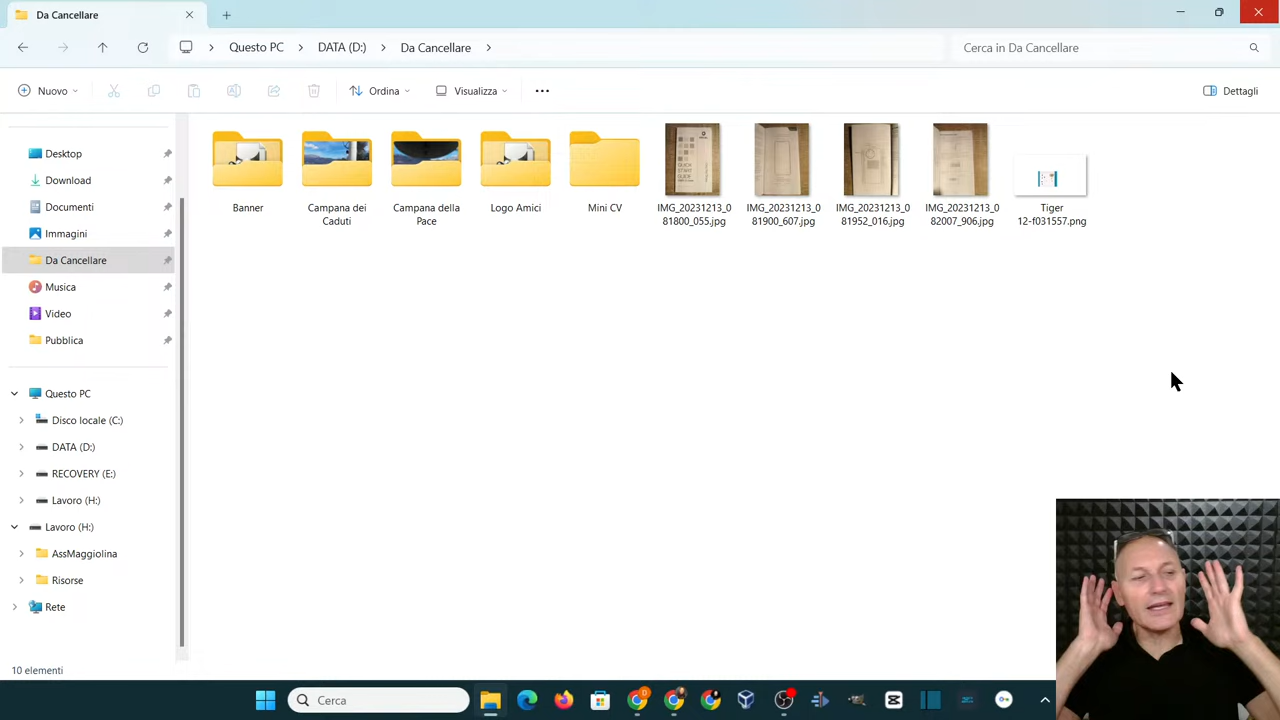 Da Cancellare
Questo PC
DATA (D:)
Da Cancellare
Cerca in Da Cancellare
Nuovo
Ordina
Visualizza
Dettagli
Desktop
Download
Documenti
Immagini
Da Cancellare
Musica
Video
Pubblica
Questo PC
Disco locale (C:)
DATA (D:)
RECOVERY (E:)
Lavoro (H:)
Lavoro (H:)
AssMaggiolina
Risorse
Rete
Banner
Campana dei
Caduti
Campana della
Pace
Logo Amici
Mini CV
IMG_20231213_0
81800_055.jpg
IMG_20231213_0
81900_607.jpg
IMG_20231213_0
81952_016.jpg
IMG_20231213_0
82007_906.jpg
Tiger
12-f031557.png
QUICK
START
GUIDE
10 elementi
Cerca